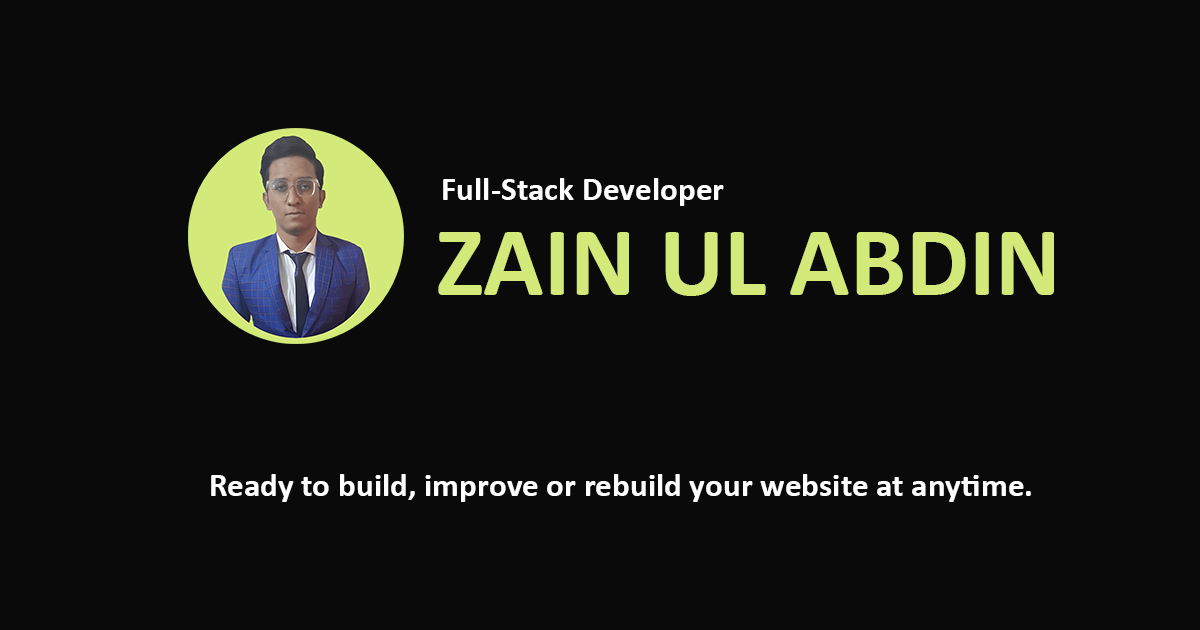 Full-Stack Developer
ZAIN UL ABDIN
Ready to build, improve or rebuild your website at anytime.